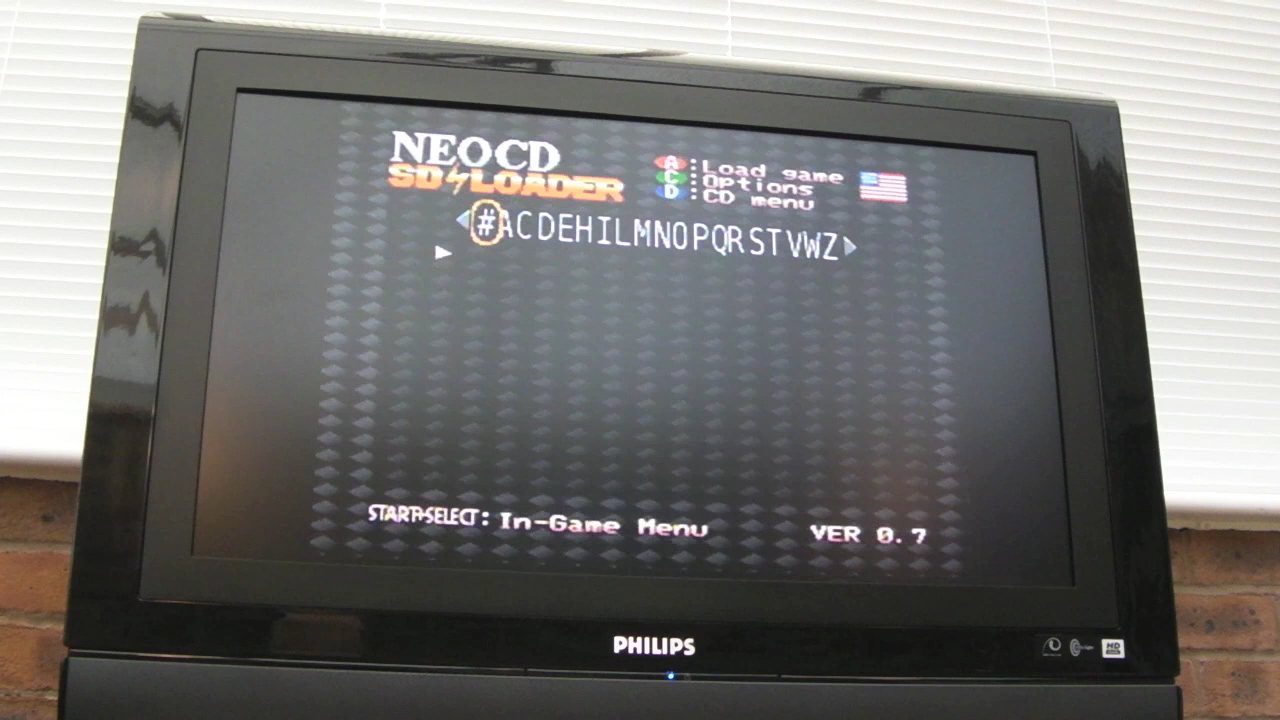 NEOCD
SD LOADER
A: Load game
C: Options
D: CD menu
#ACDEHILMNOPQRSTVWZ
START+SELECT: In-Game Menu
VER 0.7
PHILIPS
HD